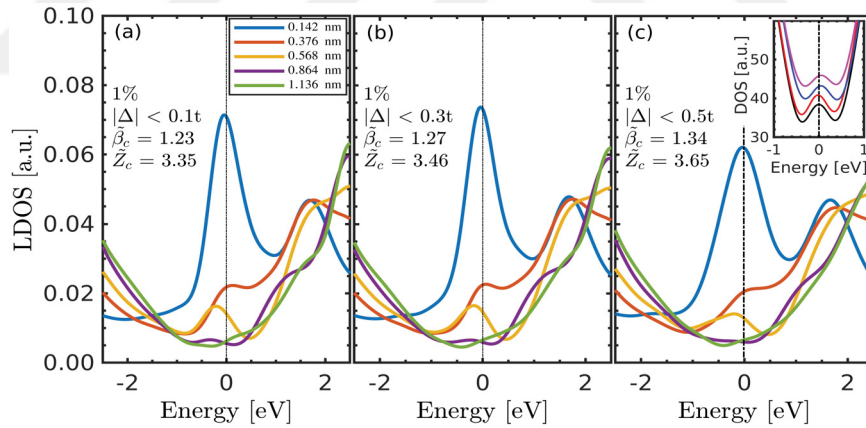 (a)
0.142 nm
0.376 nm
0.568 nm
0.864 nm
1.136 nm
1%
|Δ| < 0.1t
β̃c = 1.23
Z̃c = 3.35
(b)
1%
|Δ| < 0.3t
β̃c = 1.27
Z̃c = 3.46
(c)
1%
|Δ| < 0.5t
β̃c = 1.34
Z̃c = 3.65
DOS [a.u.]
50
40
30
-1 0 1
Energy [eV]
LDOS [a.u.]
0.10
0.08
0.06
0.04
0.02
0.00
-2 0 2 -2 0 2 -2 0 2
Energy [eV] Energy [eV] Energy [eV]